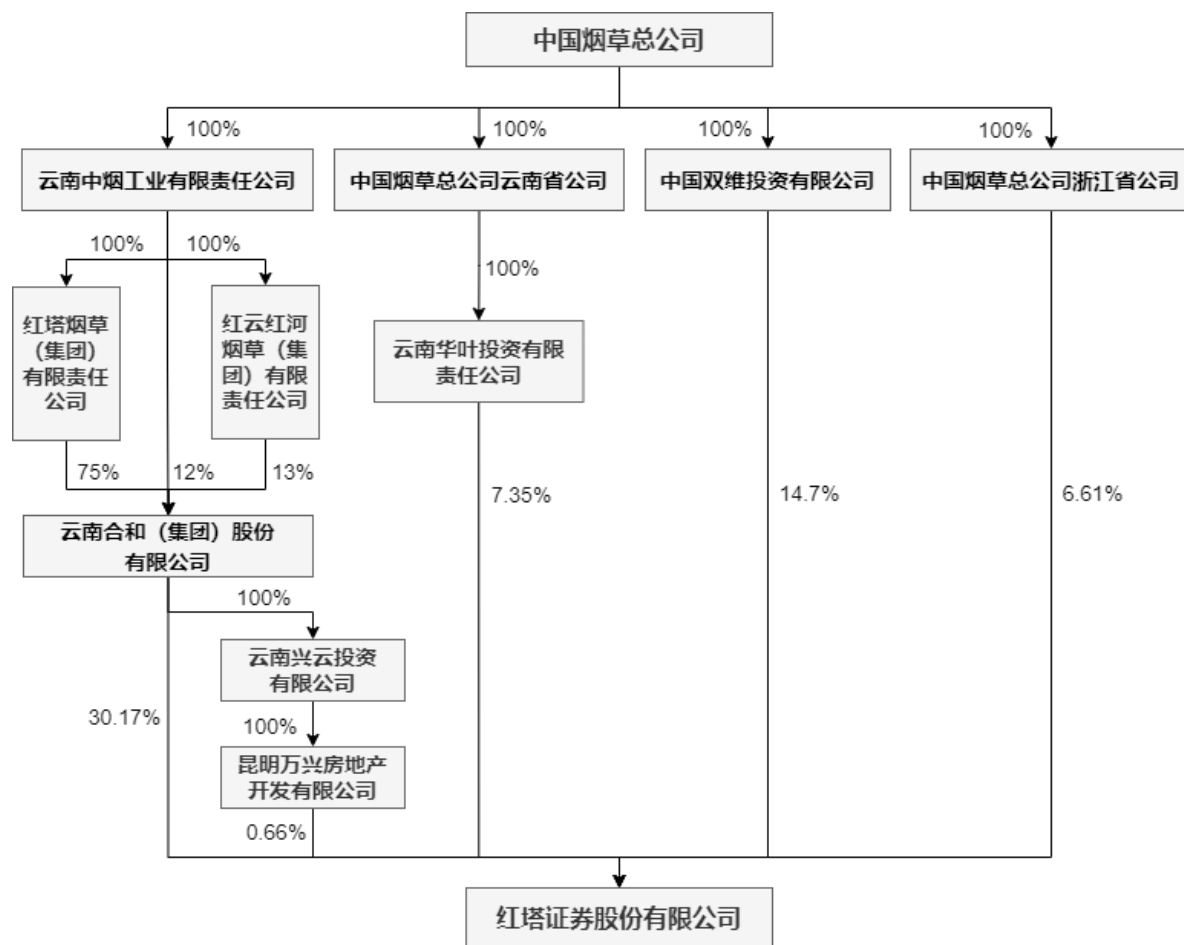 中国烟草总公司
100%
100%
100%
100%
云南中烟工业有限责任公司
中国烟草总公司云南省公司
中国双维投资有限公司
中国烟草总公司浙江省公司
100%
100%
100%
红塔烟草
（集团）
有限责任
公司
红云红河
烟草（集
团）有限
责任公司
云南华叶投资有限
责任公司
75%
12%
13%
7.35%
14.7%
6.61%
云南合和（集团）股份
有限公司
100%
云南兴云投资
有限公司
30.17%
100%
昆明万兴房地产
开发有限公司
0.66%
红塔证券股份有限公司